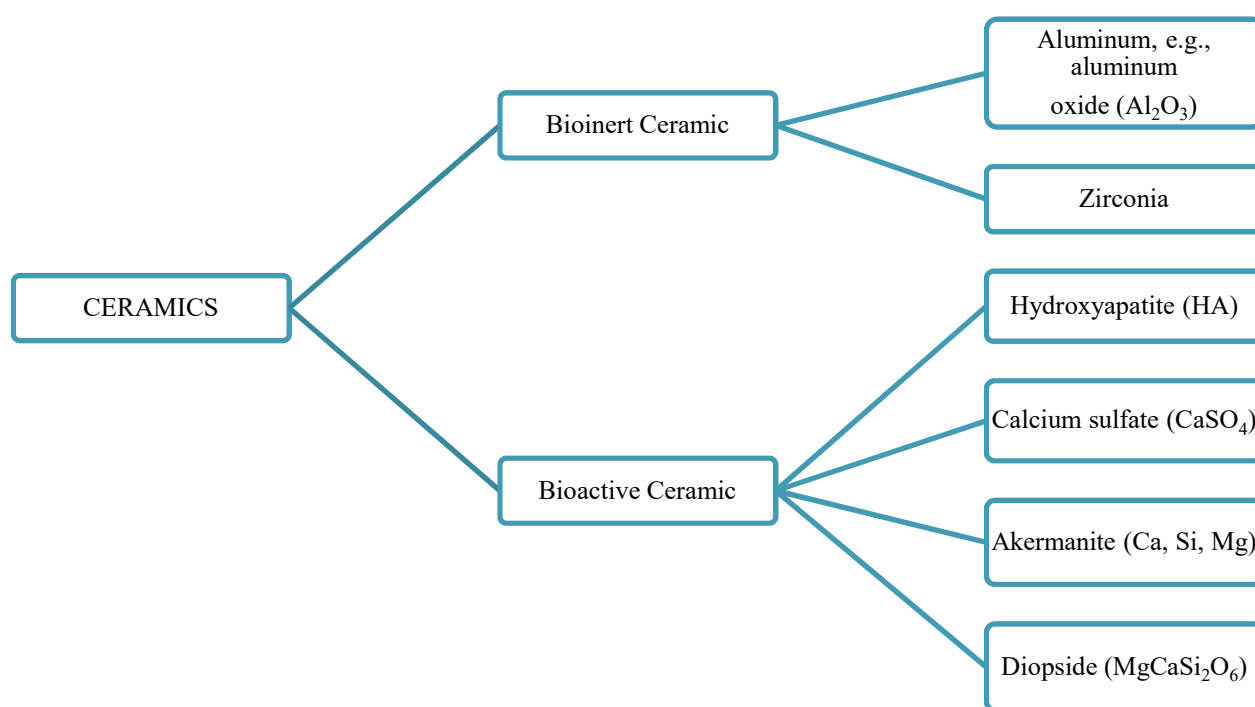 Aluminum, e.g.,
aluminum
oxide (Al₂O₃)
Bioinert Ceramic
Zirconia
CERAMICS
Hydroxyapatite (HA)
Calcium sulfate (CaSO₄)
Bioactive Ceramic
Akermanite (Ca, Si, Mg)
Diopside (MgCaSi₂O₆)